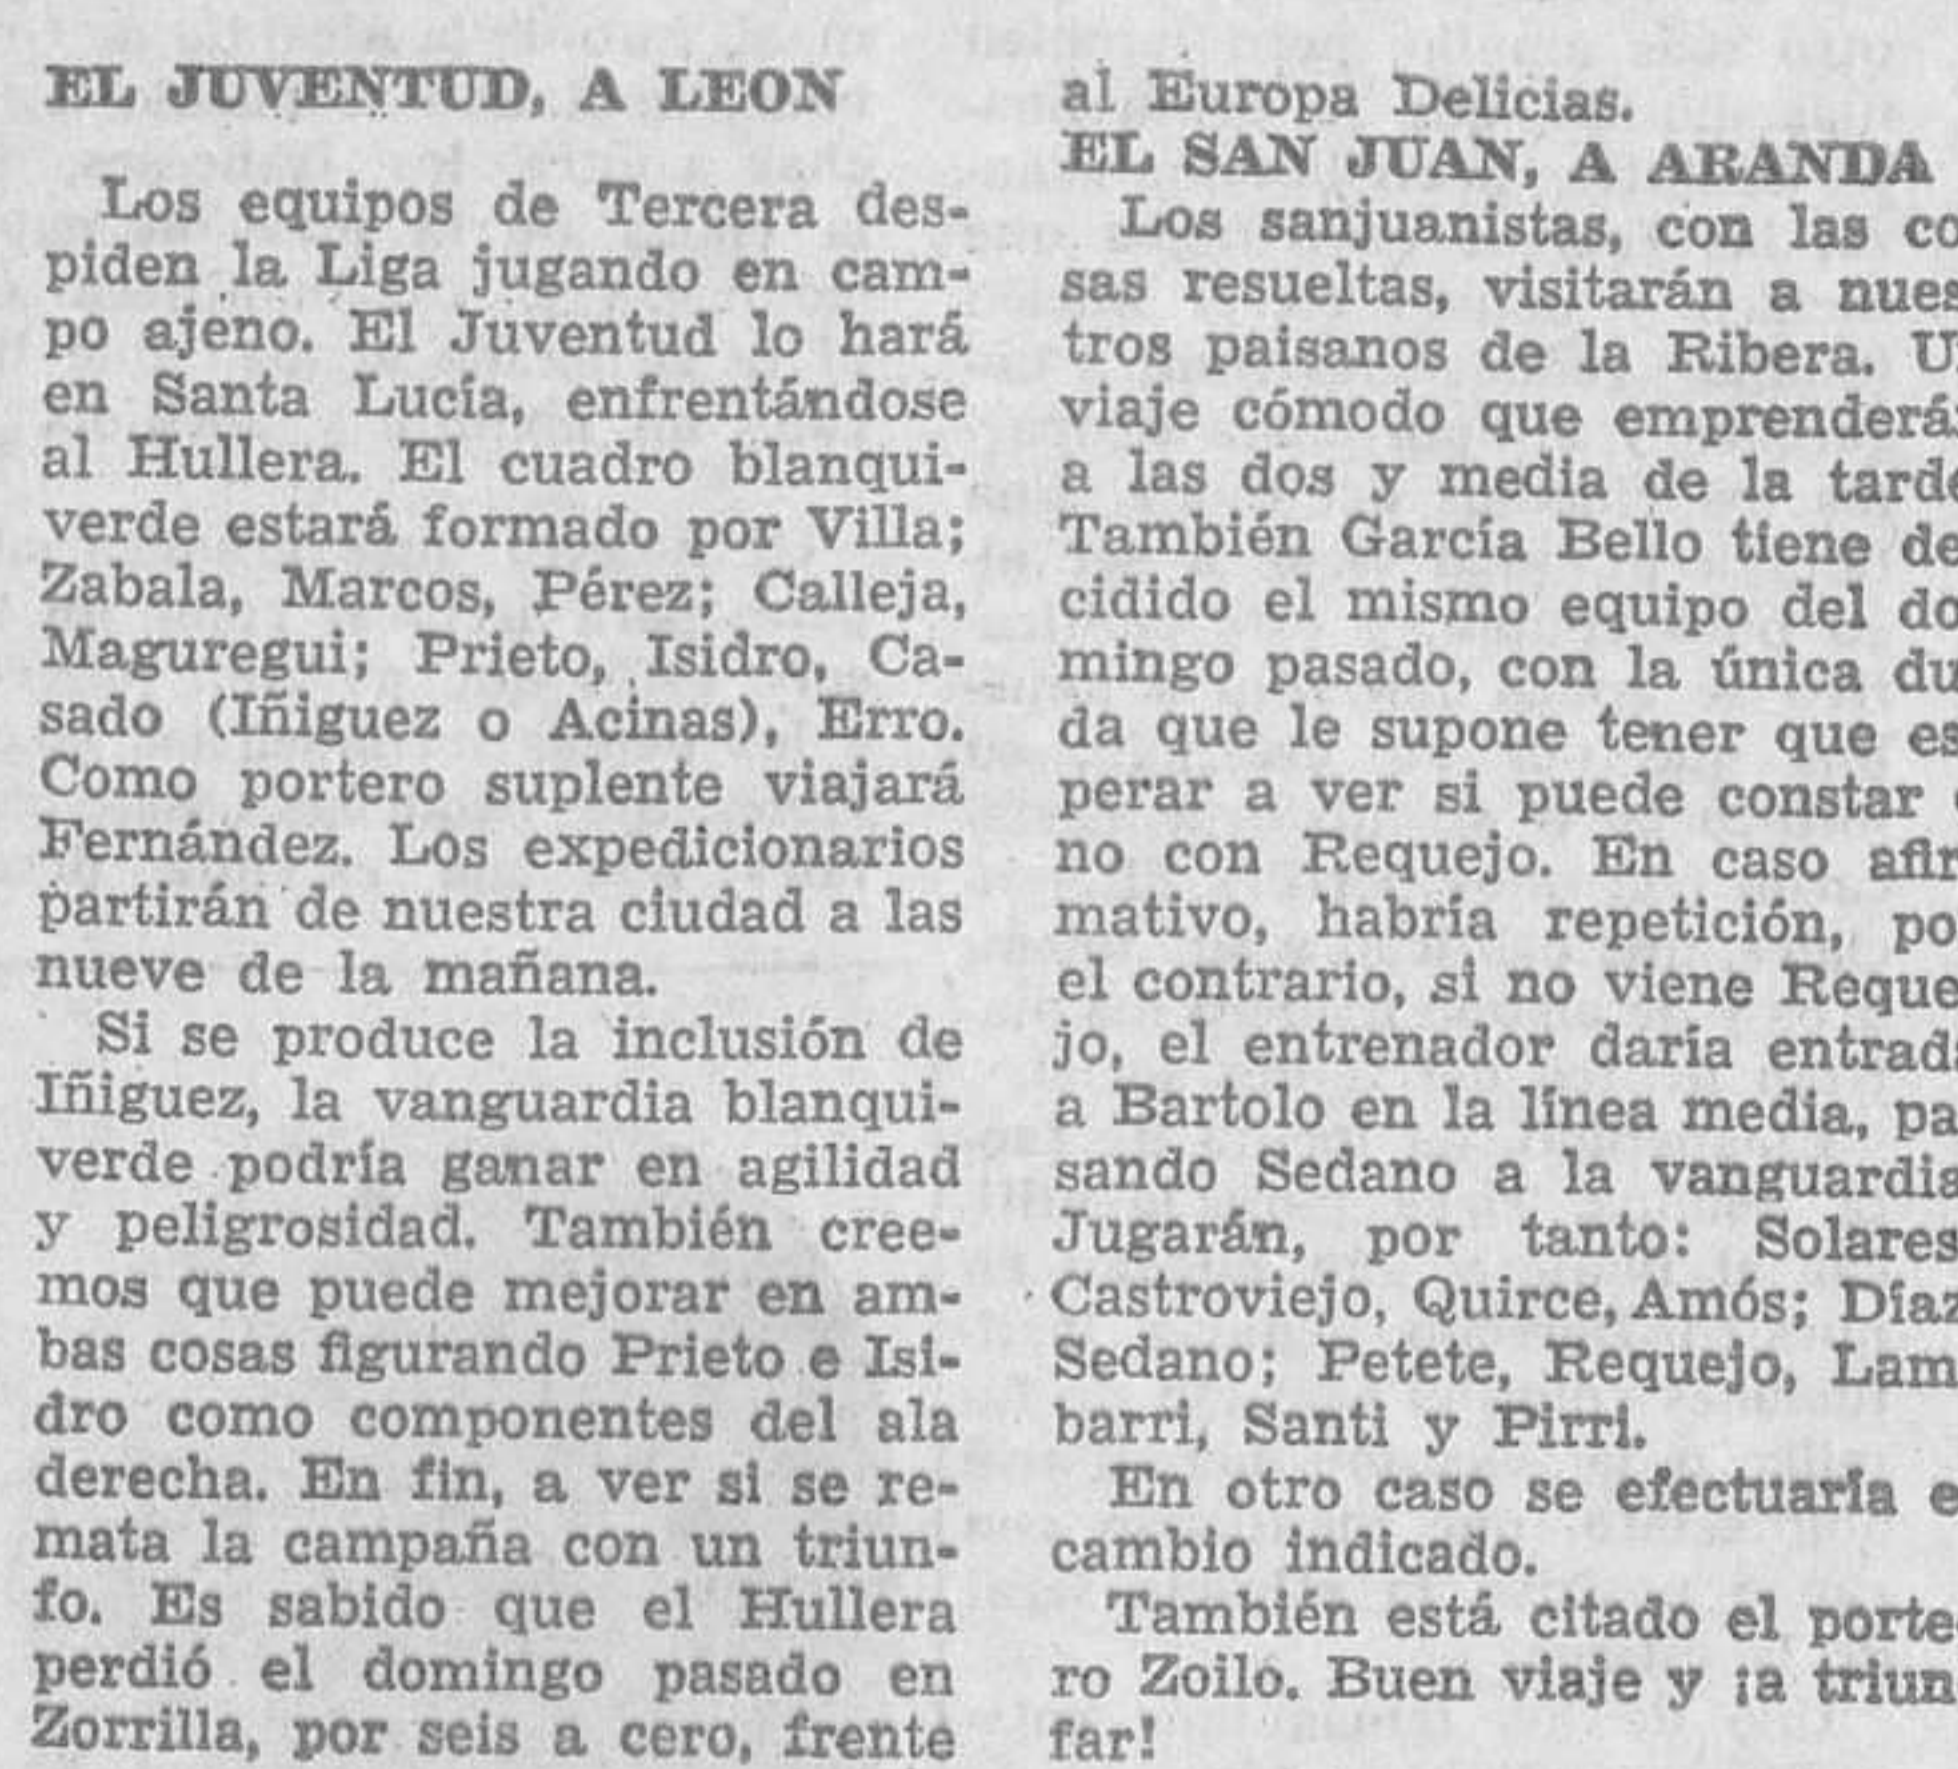 EL JUVENTUD, A LEON
Los equipos de Tercera des-
piden la Liga jugando en cam-
po ajeno. El Juventud lo hará
en Santa Lucía, enfrentándose
al Hullera. El cuadro blanqui-
verde estará formado por Villa;
Zabala, Marcos, Pérez; Calleja,
Maguregui; Prieto, Isidro, Ca-
sado (Iñiguez o Acinas), Erro.
Como portero suplente viajará
Fernández. Los expedicionarios
partirán de nuestra ciudad a las
nueve de la mañana.
Si se produce la inclusión de
Iñiguez, la vanguardia blanqui-
verde podría ganar en agilidad
y peligrosidad. También cree-
mos que puede mejorar en am-
bas cosas figurando Prieto e Isi-
dro como componentes del ala
derecha. En fin, a ver si se re-
mata la campaña con un triun-
fo. Es sabido que el Hullera
perdió el domingo pasado en
Zorrilla, por seis a cero, frente
al Europa Delicias.
EL SAN JUAN, A ARANDA
Los sanjuanistas, con las co
sas resueltas, visitarán a nues
tros paisanos de la Ribera. U
viaje cómodo que emprenderá
a las dos y media de la tarde
También García Bello tiene de
cidido el mismo equipo del do
mingo pasado, con la única du
da que le supone tener que es
perar a ver si puede constar
no con Requejo. En caso afir
mativo, habría repetición, po
el contrario, si no viene Reque
jo, el entrenador daría entrad
a Bartolo en la línea media, pa
sando Sedano a la vanguardia
Jugarán, por tanto: Solares
Castroviejo, Quirce, Amós; Díaz
Sedano; Petete, Requejo, Lam
barri, Santi y Pirri.
En otro caso se efectuaría e
cambio indicado.
También está citado el porte-
ro Zoilo. Buen viaje y ¡a triun
far!